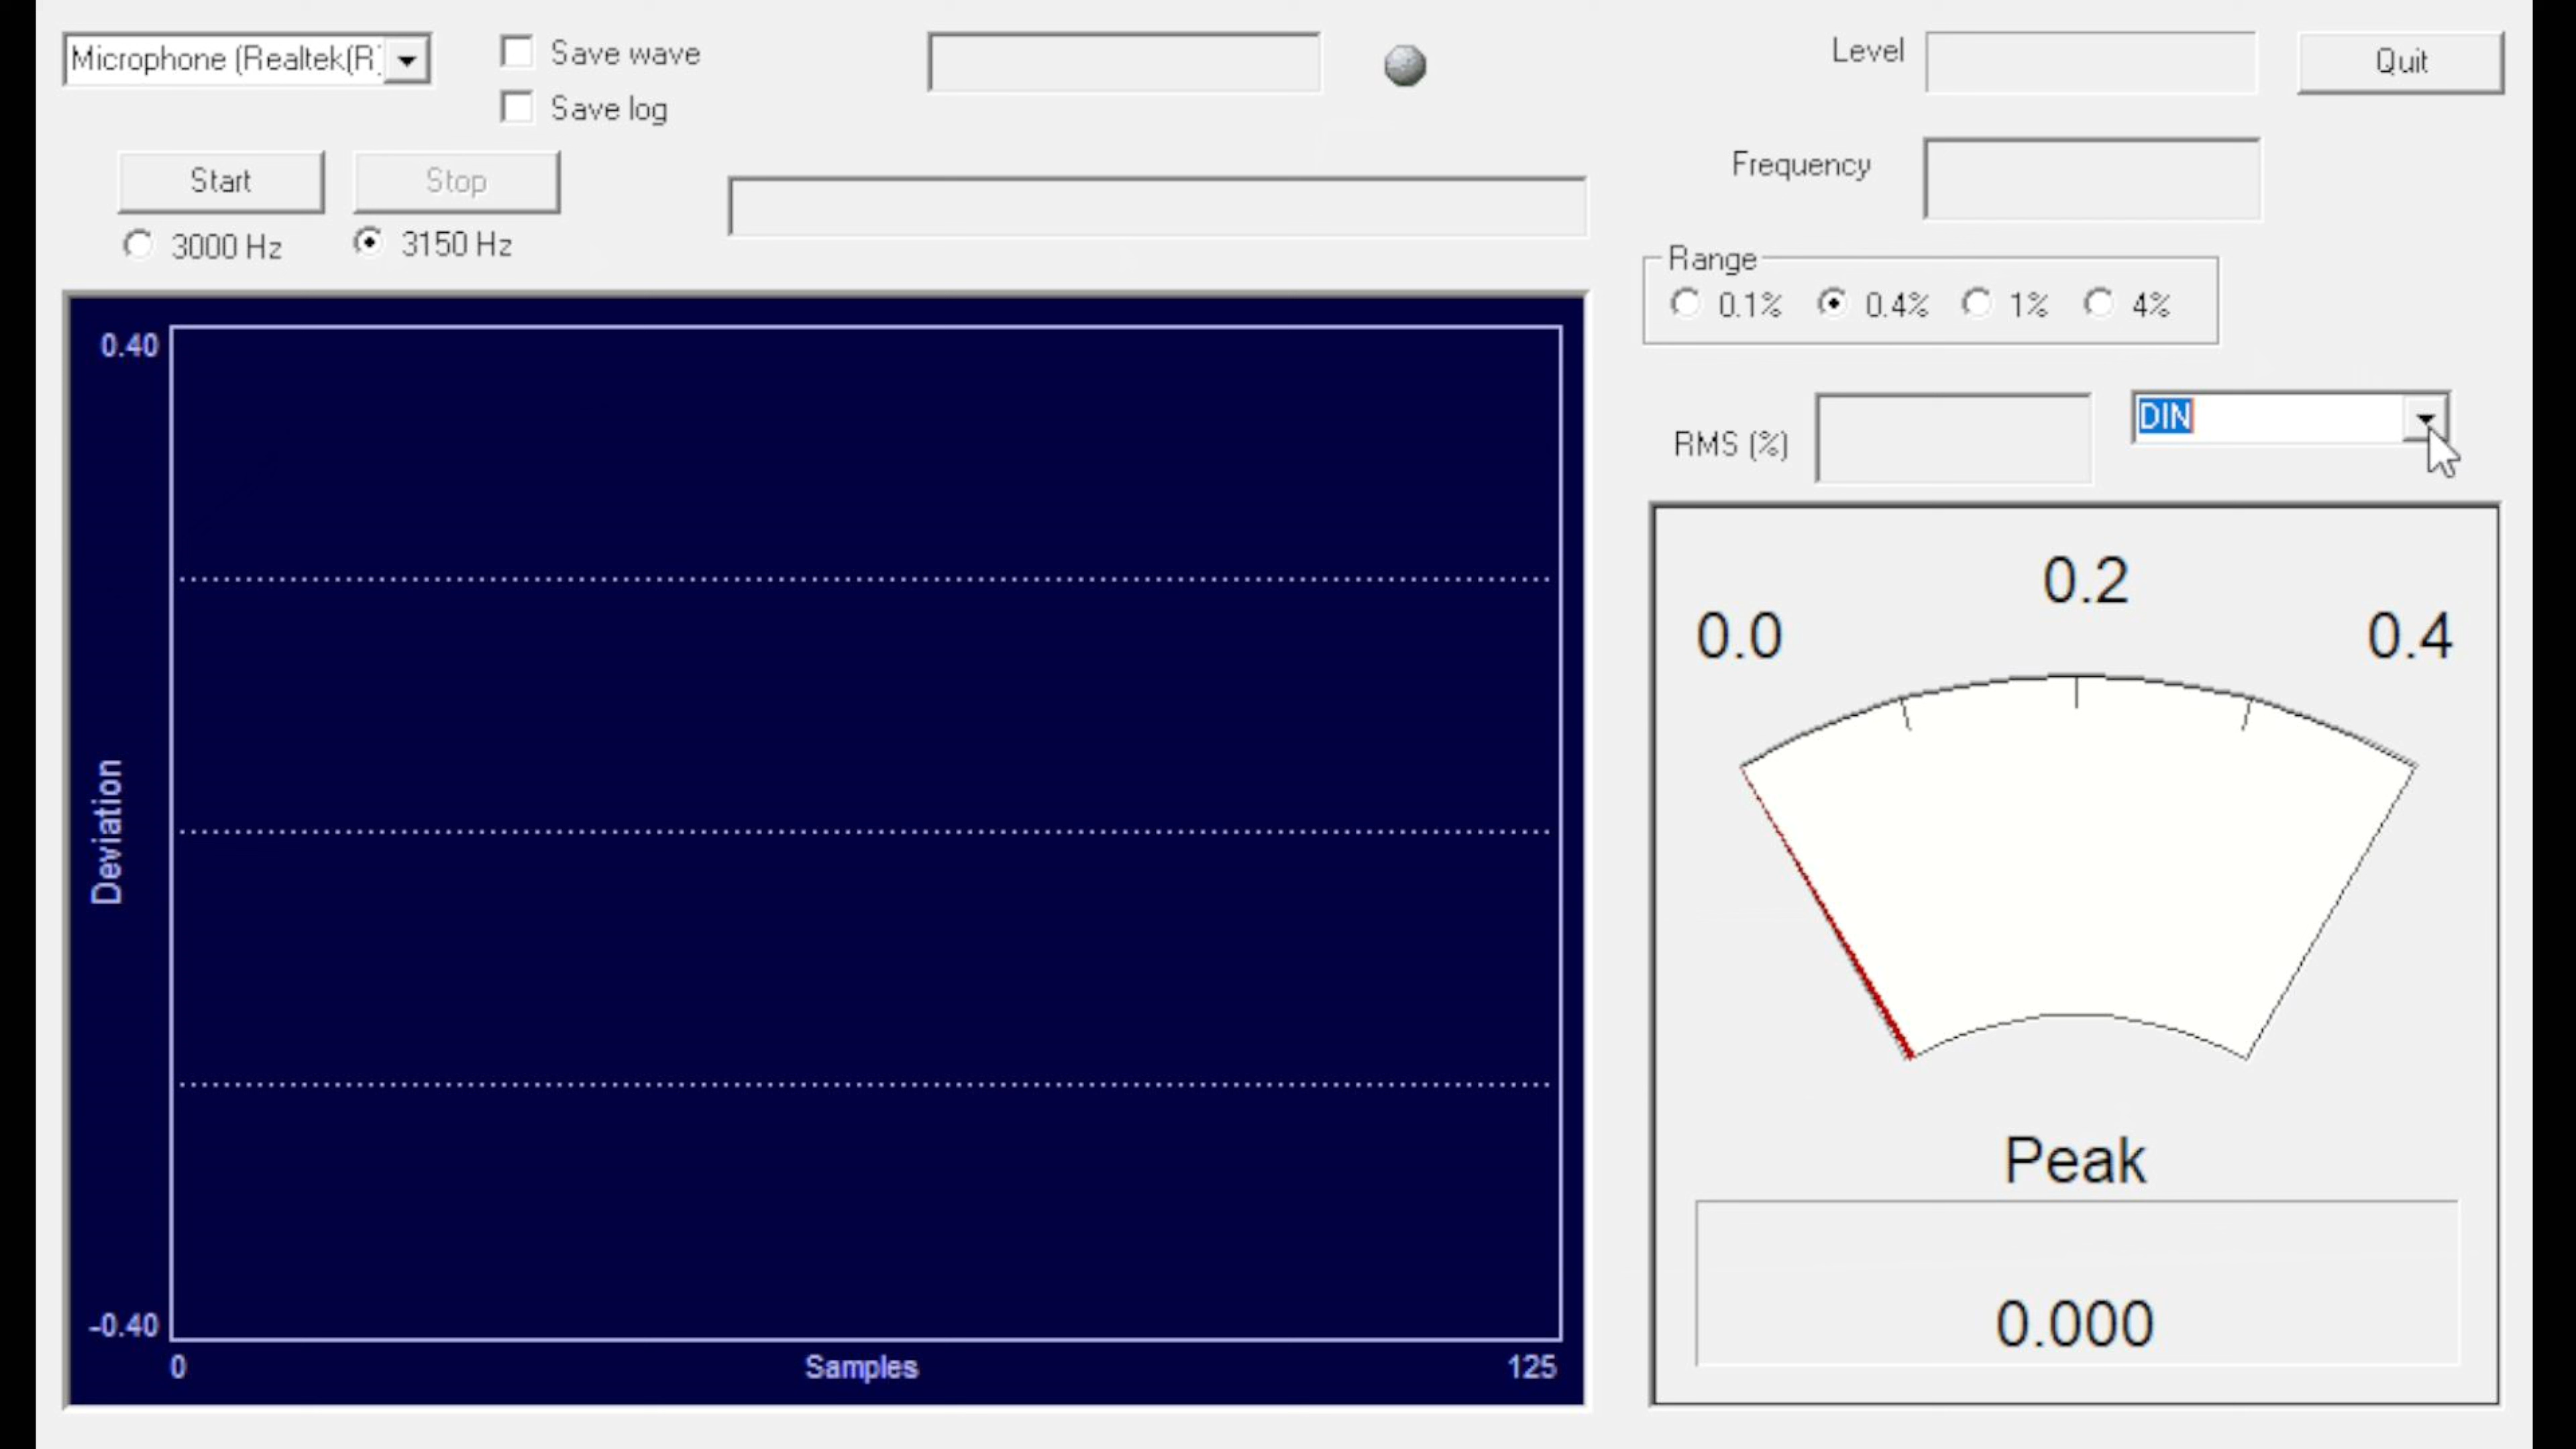 Microphone (Realtek(R)
Save wave
Save log
Level
Quit
Start
Stop
Frequency
3000 Hz
3150 Hz
Range
0.1%
0.4%
1%
4%
RMS (%)
DIN
0.40
Deviation
-0.40
0
Samples
125
0.0
0.2
0.4
Peak
0.000